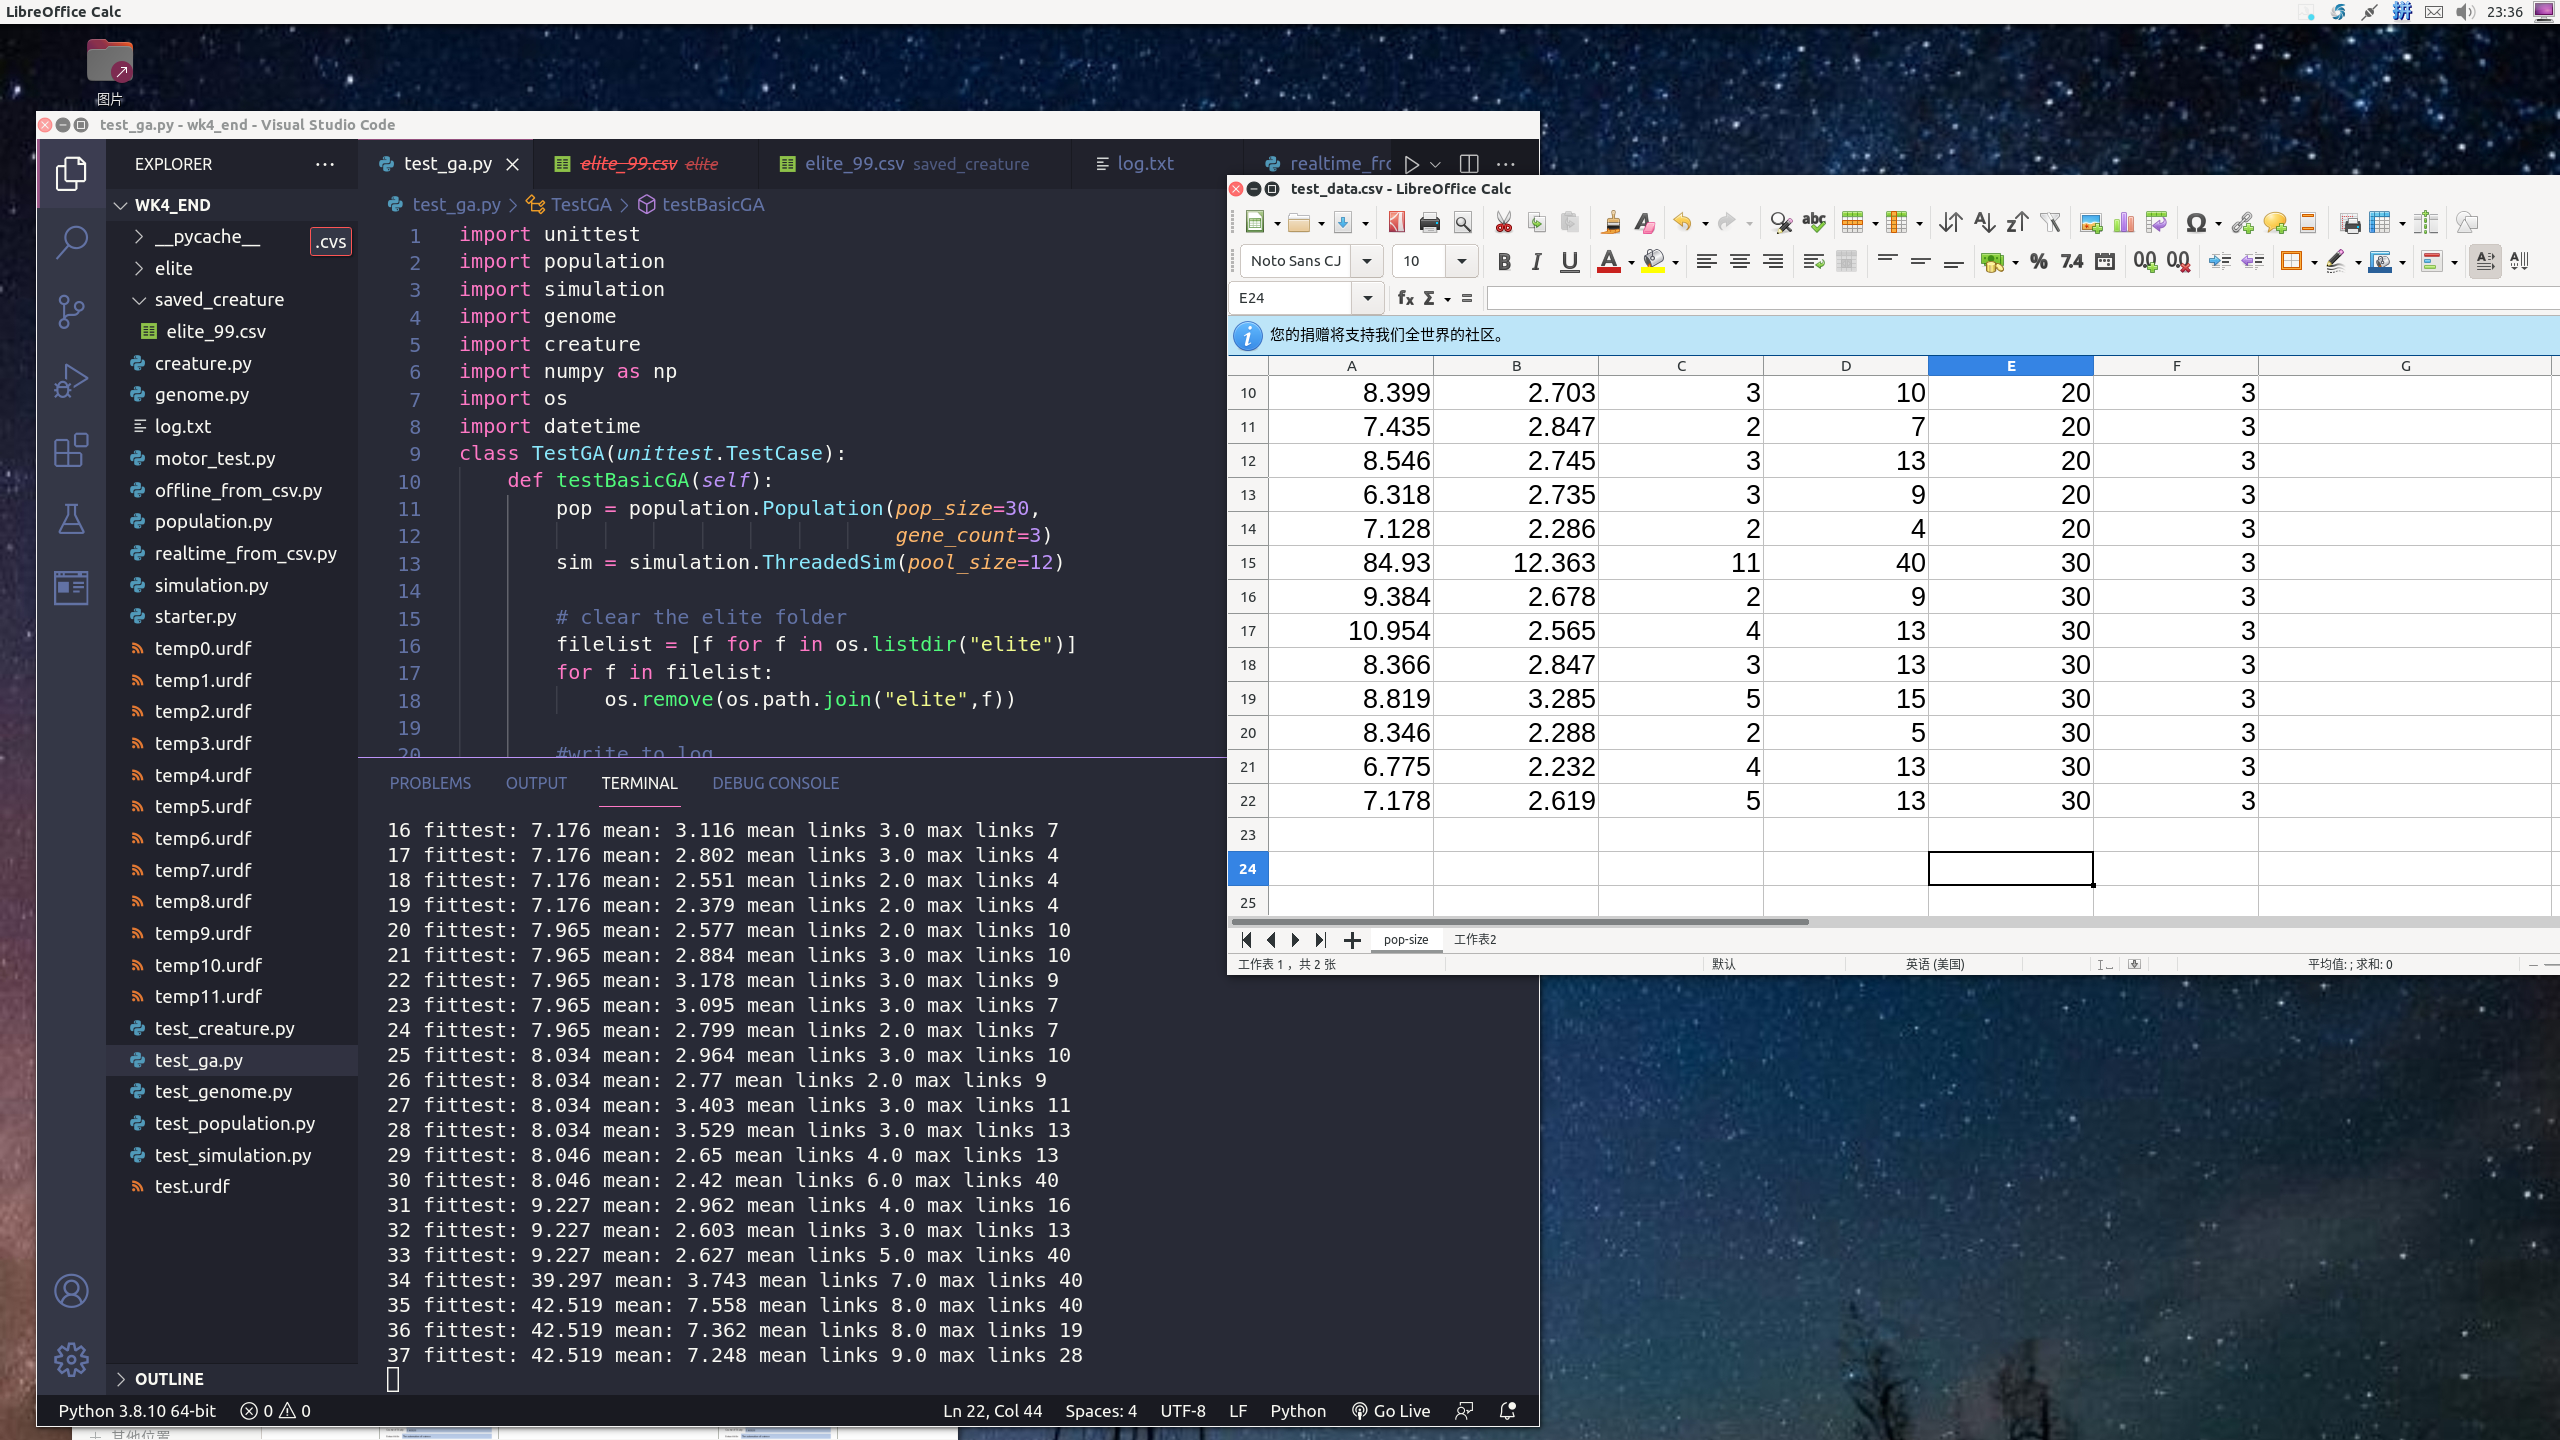 LibreOffice Calc
23:36
图片
test_ga.py - wk4_end - Visual Studio Code
EXPLORER
WK4_END
__pycache__
.cvs
elite
saved_creature
elite_99.csv
creature.py
genome.py
log.txt
motor_test.py
offline_from_csv.py
population.py
realtime_from_csv.py
simulation.py
starter.py
temp0.urdf
temp1.urdf
temp2.urdf
temp3.urdf
temp4.urdf
temp5.urdf
temp6.urdf
temp7.urdf
temp8.urdf
temp9.urdf
temp10.urdf
temp11.urdf
test_creature.py
test_ga.py
test_genome.py
test_population.py
test_simulation.py
test.urdf
OUTLINE
test_ga.py
elite_99.csv elite
elite_99.csv saved_creature
log.txt
realtime_fro
test_ga.py > TestGA > testBasicGA
1 import unittest
2 import population
3 import simulation
4 import genome
5 import creature
6 import numpy as np
7 import os
8 import datetime
9 class TestGA(unittest.TestCase):
10 def testBasicGA(self):
11 pop = population.Population(pop_size=30,
12 gene_count=3)
13 sim = simulation.ThreadedSim(pool_size=12)
14
15 # clear the elite folder
16 filelist = [f for f in os.listdir("elite")]
17 for f in filelist:
18 os.remove(os.path.join("elite",f))
19
20 #write to log
PROBLEMS OUTPUT TERMINAL DEBUG CONSOLE
16 fittest: 7.176 mean: 3.116 mean links 3.0 max links 7
17 fittest: 7.176 mean: 2.802 mean links 3.0 max links 4
18 fittest: 7.176 mean: 2.551 mean links 2.0 max links 4
19 fittest: 7.176 mean: 2.379 mean links 2.0 max links 4
20 fittest: 7.965 mean: 2.577 mean links 2.0 max links 10
21 fittest: 7.965 mean: 2.884 mean links 3.0 max links 10
22 fittest: 7.965 mean: 3.178 mean links 3.0 max links 9
23 fittest: 7.965 mean: 3.095 mean links 3.0 max links 7
24 fittest: 7.965 mean: 2.799 mean links 2.0 max links 7
25 fittest: 8.034 mean: 2.964 mean links 3.0 max links 10
26 fittest: 8.034 mean: 2.77 mean links 2.0 max links 9
27 fittest: 8.034 mean: 3.403 mean links 3.0 max links 11
28 fittest: 8.034 mean: 3.529 mean links 3.0 max links 13
29 fittest: 8.046 mean: 2.65 mean links 4.0 max links 13
30 fittest: 8.046 mean: 2.42 mean links 6.0 max links 40
31 fittest: 9.227 mean: 2.962 mean links 4.0 max links 16
32 fittest: 9.227 mean: 2.603 mean links 3.0 max links 13
33 fittest: 9.227 mean: 2.627 mean links 5.0 max links 40
34 fittest: 39.297 mean: 3.743 mean links 7.0 max links 40
35 fittest: 42.519 mean: 7.558 mean links 8.0 max links 40
36 fittest: 42.519 mean: 7.362 mean links 8.0 max links 19
37 fittest: 42.519 mean: 7.248 mean links 9.0 max links 28
Python 3.8.10 64-bit 0 0 Ln 22, Col 44 Spaces: 4 UTF-8 LF Python Go Live
其他位置
test_data.csv - LibreOffice Calc
Noto Sans CJ 10
E24
您的捐赠将支持我们全世界的社区。
A B C D E F G
10 8.399 2.703 3 10 20 3
11 7.435 2.847 2 7 20 3
12 8.546 2.745 3 13 20 3
13 6.318 2.735 3 9 20 3
14 7.128 2.286 2 4 20 3
15 84.93 12.363 11 40 30 3
16 9.384 2.678 2 9 30 3
17 10.954 2.565 4 13 30 3
18 8.366 2.847 3 13 30 3
19 8.819 3.285 5 15 30 3
20 8.346 2.288 2 5 30 3
21 6.775 2.232 4 13 30 3
22 7.178 2.619 5 13 30 3
23
24
25
pop-size 工作表2
工作表 1 ，共 2 张 默认 英语 (美国) 平均值: ; 求和: 0